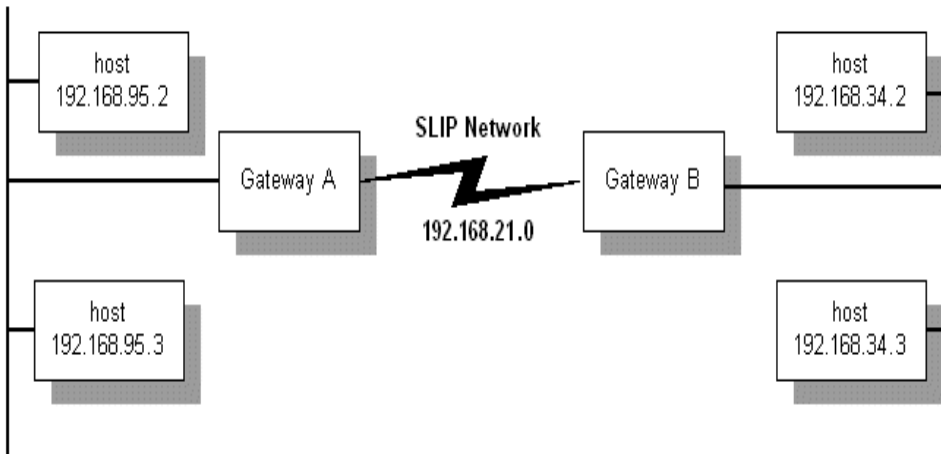 host
192.168.95.2
host
192.168.34.2
SLIP Network
Gateway A
Gateway B
192.168.21.0
host
192.168.95.3
host
192.168.34.3